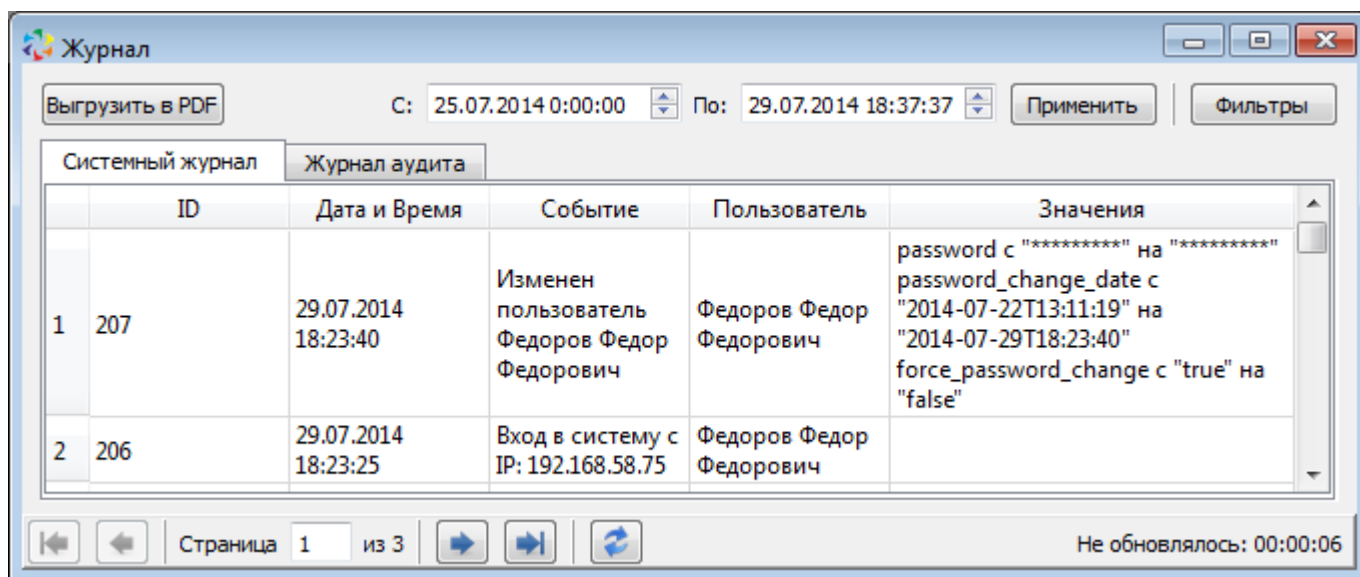 Журнал
Выгрузить в PDF С: 25.07.2014 0:00:00 По: 29.07.2014 18:37:37 Применить Фильтры
Системный журнал Журнал аудита
ID Дата и Время Событие Пользователь Значения
1 207
29.07.2014
18:23:40
Изменен
пользователь
Федоров Федор
Федорович
Федоров Федор
Федорович
password с "*********" на "*********"
password_change_date с
"2014-07-22T13:11:19" на
"2014-07-29T18:23:40"
force_password_change с "true" на
"false"
2 206
29.07.2014
18:23:25
Вход в систему с
IP: 192.168.58.75
Федоров Федор
Федорович
Страница 1 из 3 Не обновлялось: 00:00:06